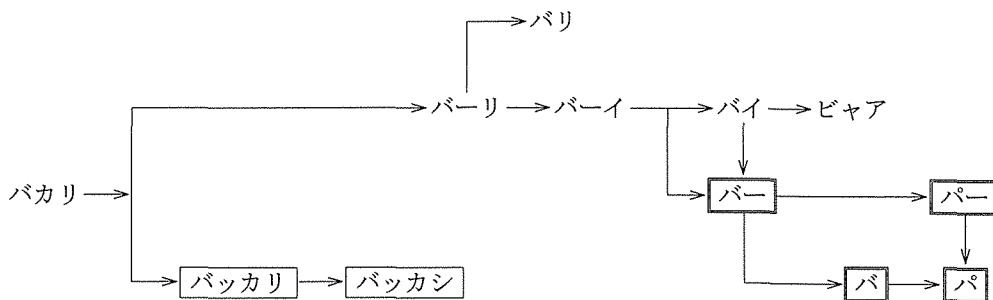 バリ
バーリ バーイ バイ ビャア
バカリ バー パー
バッカリ バッカシ バ パ